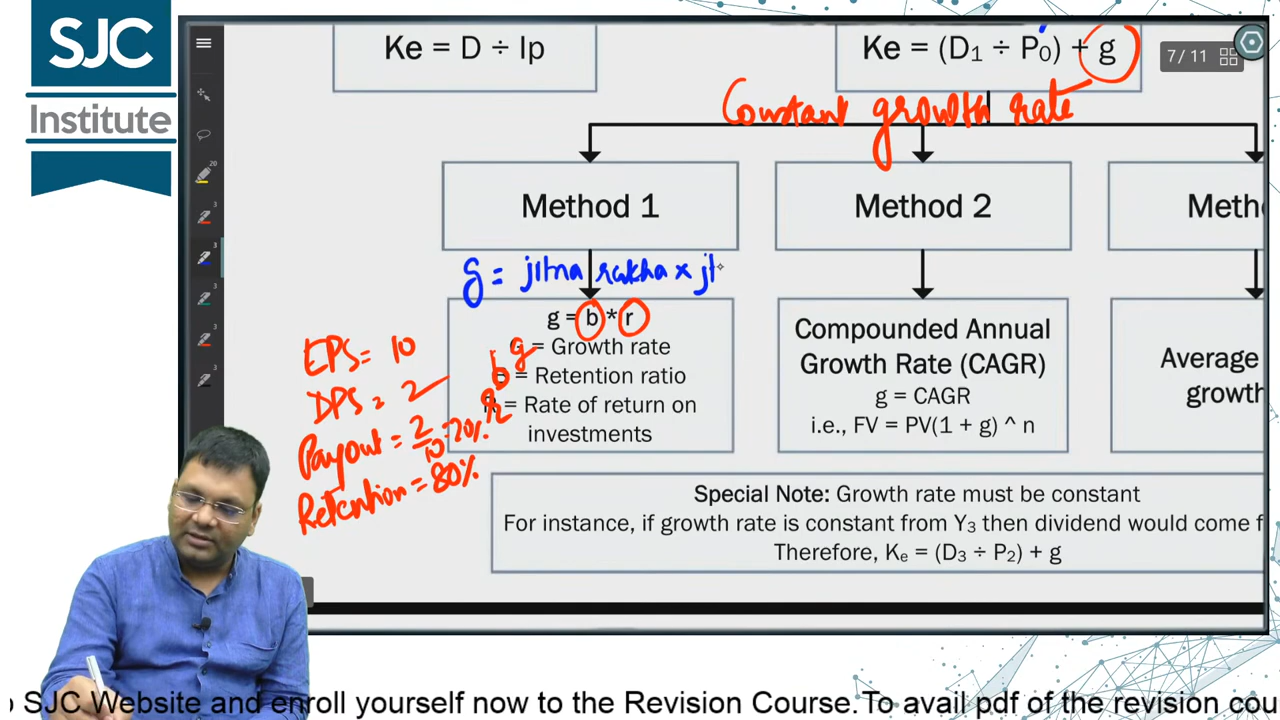 SJC
Institute
Ke = D ÷ Ip
Ke = (D₁ ÷ P₀) + g
7 / 11
Constant growth rate
Method 1
Method 2
g = jitna rakha x
g = b * r
G = Growth rate
B = Retention ratio
R = Rate of return on
investments
EPS = 10
DPS = 2
Payout = 2/10 = 20%
Retention = 80%
Compounded Annual
Growth Rate (CAGR)
g = CAGR
i.e., FV = PV(1 + g) ^ n
Average
growth
Special Note: Growth rate must be constant
For instance, if growth rate is constant from Y₃ then dividend would come
Therefore, Kₑ = (D₃ ÷ P₂) + g
SJC Website and enroll yourself now to the Revision Course. To avail pdf of the revision